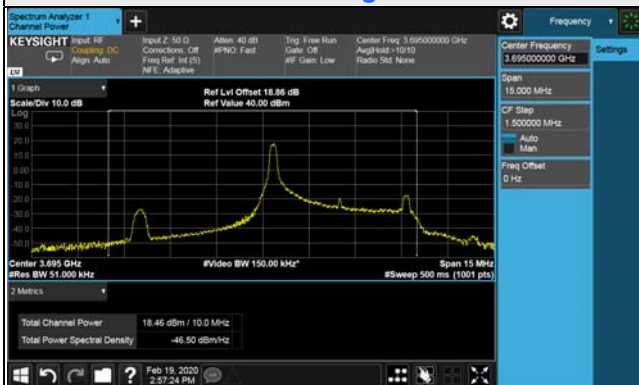 Spectrum Analyzer 1
Channel Power
Frequency
KEYSIGHT
Input: RF
Coupling: DC
Align: Auto
Input Z: 50 Ω
Corrections: Off
Freq Ref: Int (S)
NFE: Adaptive
Atten: 40 dB
#PNO: Fast
Trig: Free Run
Gate: Off
#IF Gain: Low
Center Freq: 3.695000000 GHz
Avg|Hold:>10/10
Radio Std: None
LXI
Center Frequency
3.695000000 GHz
Settings
Span
15.000 MHz
CF Step
1.500000 MHz
Auto
Man
Freq Offset
0 Hz
1 Graph
Scale/Div 10.0 dB
Ref Lvl Offset 18.86 dB
Ref Value 40.00 dBm
Log
30.0
20.0
10.0
0.00
-10.0
-20.0
-30.0
-40.0
-50.0
Center 3.695 GHz
#Video BW 150.00 kHz*
Span 15 MHz
#Res BW 51.000 kHz
#Sweep 500 ms (1001 pts)
2 Metrics
Total Channel Power 18.46 dBm / 10.0 MHz
Total Power Spectral Density -46.50 dBm/Hz
Feb 19, 2020
2:57:24 PM